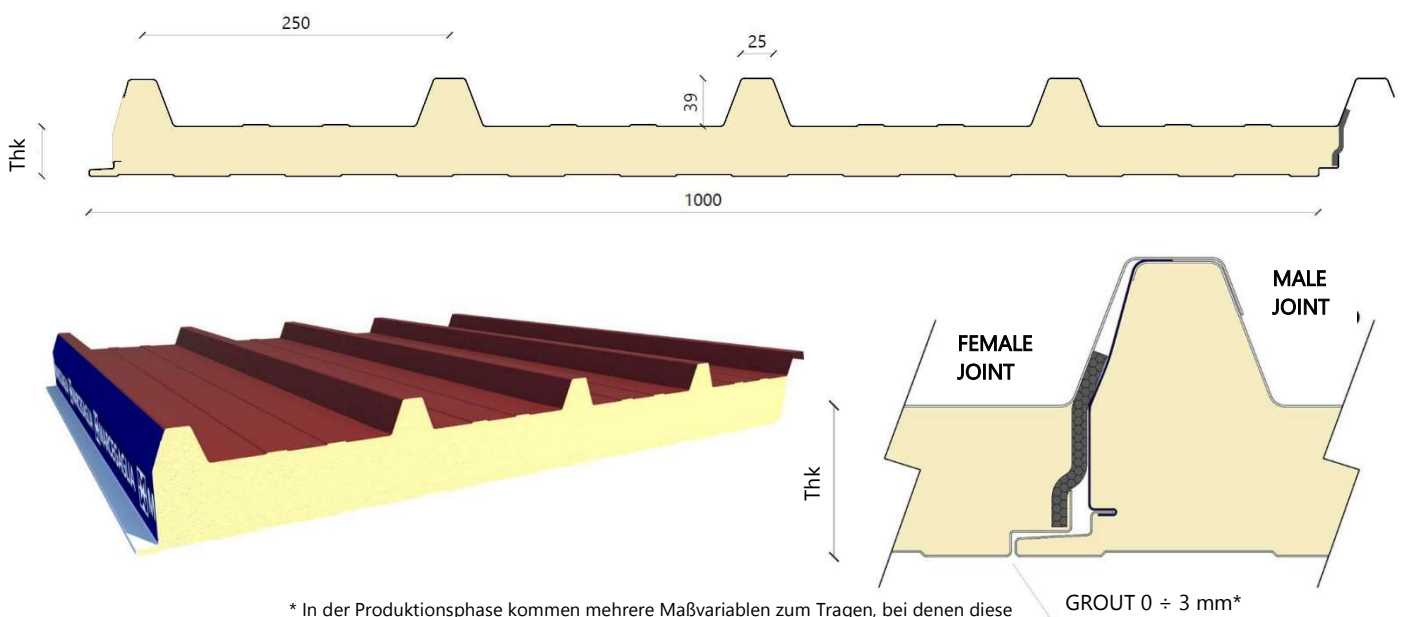 250
25
39
Thk
1000
MALE
JOINT
FEMALE
JOINT
MARCEGAGLIA
Thk
GROUT 0 ÷ 3 mm*
* In der Produktionsphase kommen mehrere Maßvariablen zum Tragen, bei denen diese